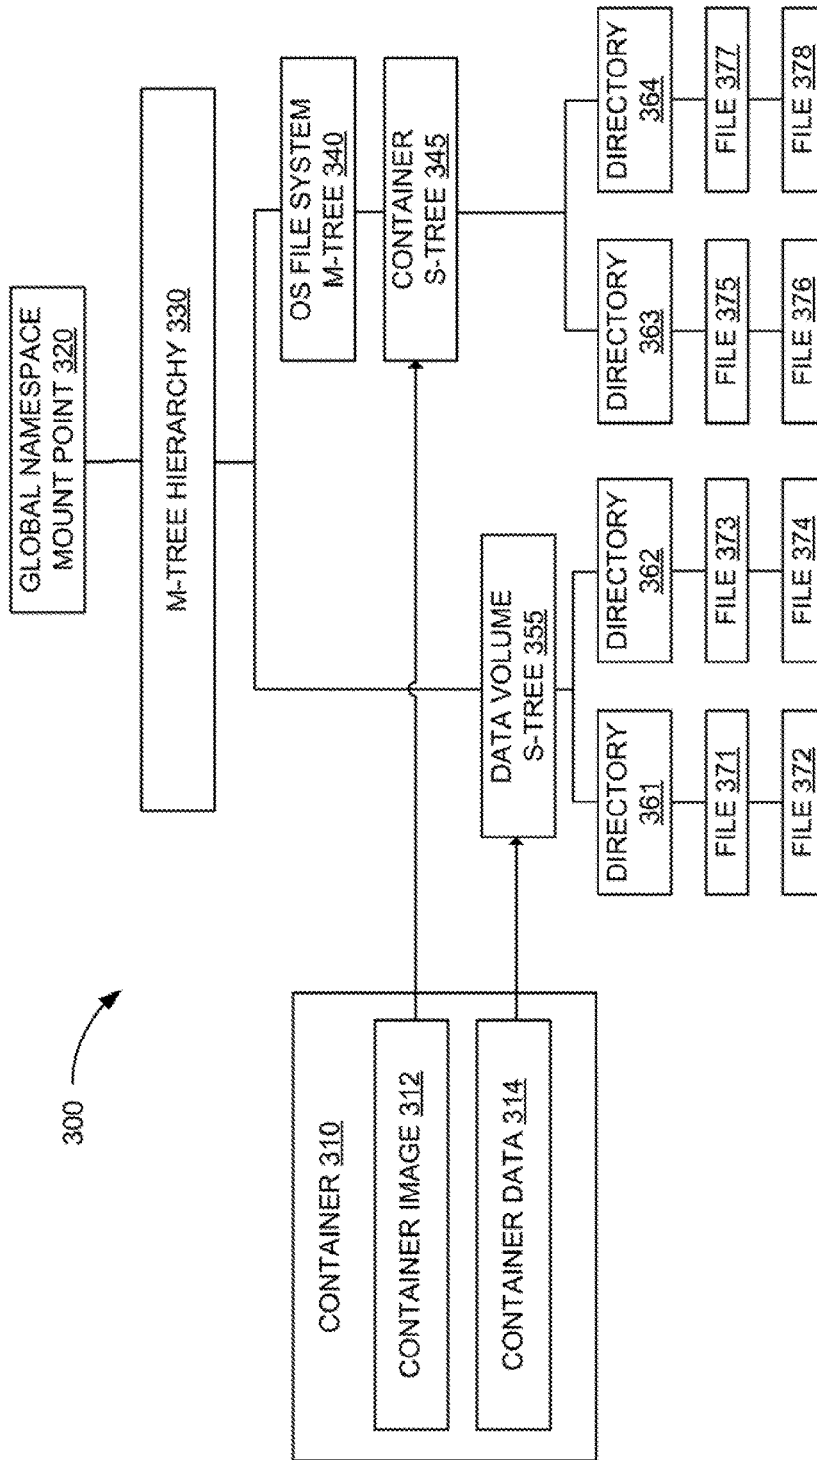 300
CONTAINER 310
CONTAINER IMAGE 312
CONTAINER DATA 314
GLOBAL NAMESPACE
MOUNT POINT 320
M-TREE HIERARCHY 330
OS FILE SYSTEM
M-TREE 340
CONTAINER
S-TREE 345
DATA VOLUME
S-TREE 355
DIRECTORY
361
FILE 371
FILE 372
DIRECTORY
362
FILE 373
FILE 374
DIRECTORY
363
FILE 375
FILE 376
DIRECTORY
364
FILE 377
FILE 378